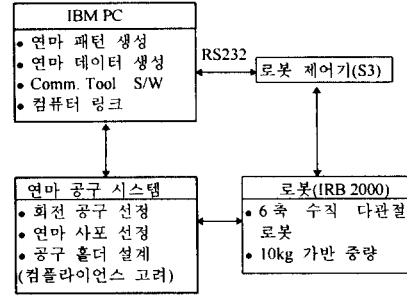 IBM PC
• 연마 패턴 생성
• 연마 데이터 생성
• Comm. Tool S/W
• 컴퓨터 링크
RS232
로봇 제어기(S3)
연마 공구 시스템
• 회전 공구 선정
• 연마 사포 선정
• 공구 홀더 설계
(컴플라이언스 고려)
로봇(IRB 2000)
• 6축 수직 다관절
로봇
• 10kg 가반 중량